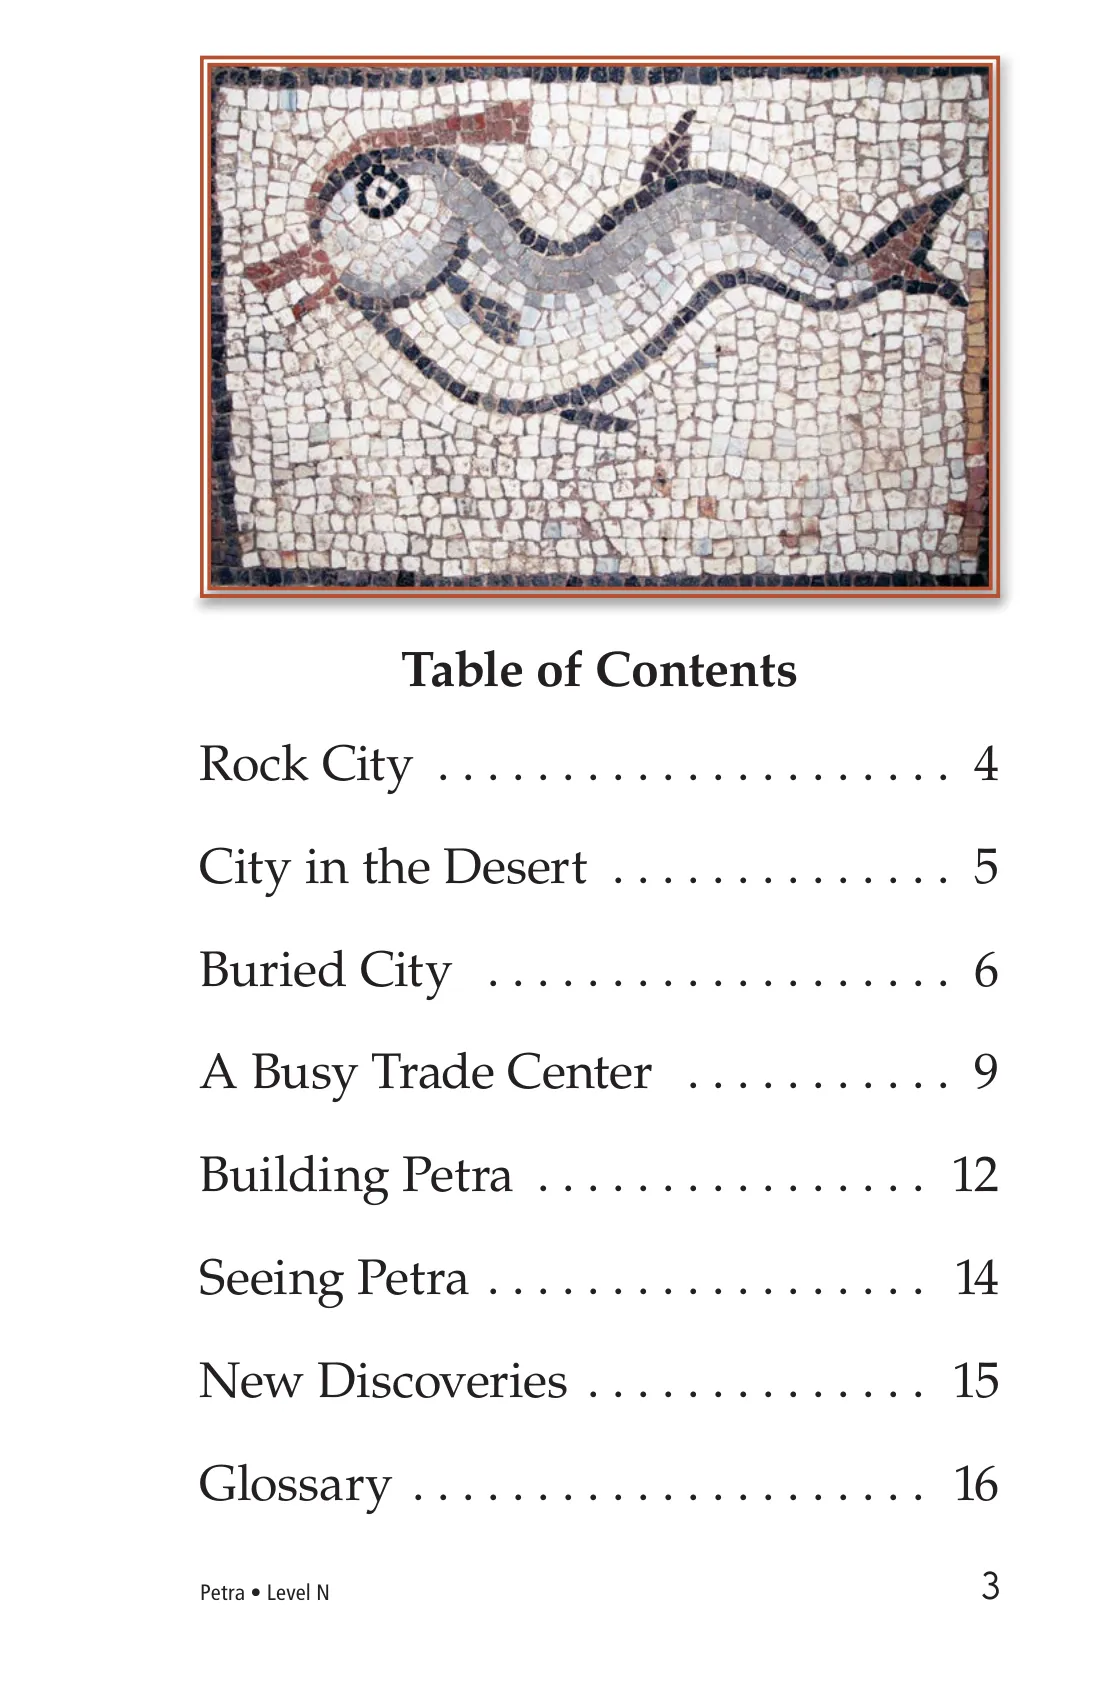 Table of Contents
Rock City . . . . . . . . . . . . . . . . . . . . . 4
City in the Desert . . . . . . . . . . . . . . 5
Buried City . . . . . . . . . . . . . . . . . . . 6
A Busy Trade Center . . . . . . . . . . . 9
Building Petra . . . . . . . . . . . . . . . . 12
Seeing Petra . . . . . . . . . . . . . . . . . . 14
New Discoveries . . . . . . . . . . . . . . 15
Glossary . . . . . . . . . . . . . . . . . . . . . 16
Petra • Level N 3